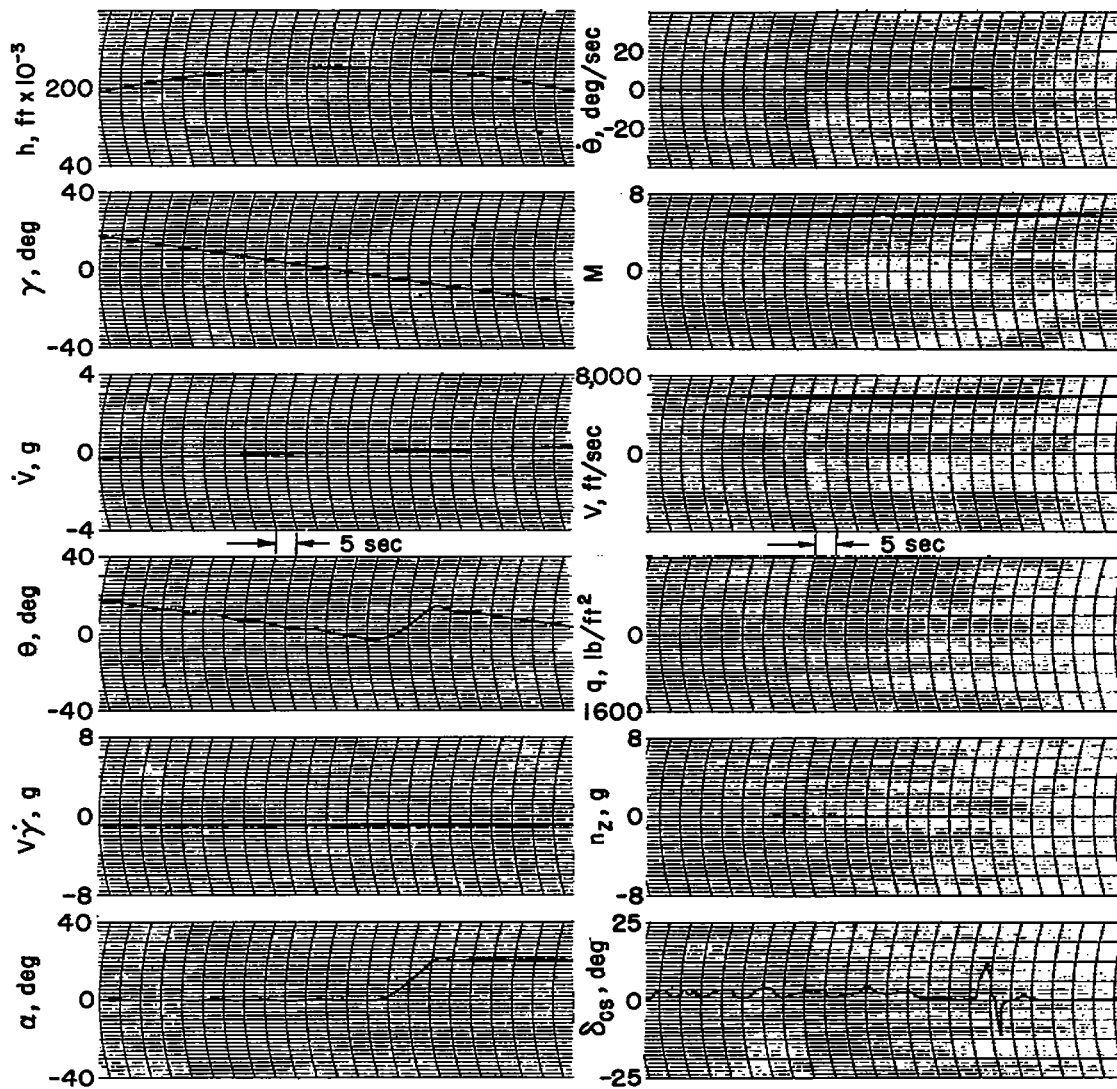 h, ft x 10⁻³
200
40
γ, deg
40
0
-40
V̇, g
4
0
-4
5 sec
θ, deg
40
0
-40
Vγ̇, g
8
0
-8
α, deg
40
0
-40
θ̇, deg/sec
20
0
-20
M
8
0
V, ft/sec
8,000
0
5 sec
q, lb/ft²
0
1600
n_z, g
8
0
-8
δ_cs, deg
25
0
-25